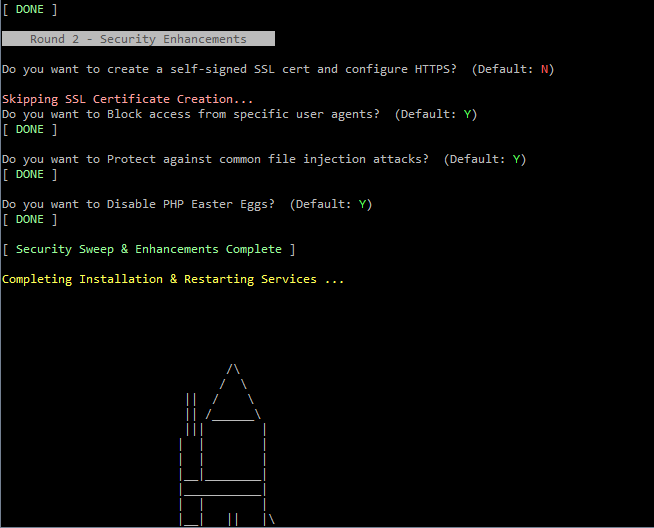 [ DONE ]
Round 2 - Security Enhancements
Do you want to create a self-signed SSL cert and configure HTTPS?  (Default: N)
Skipping SSL Certificate Creation...
Do you want to Block access from specific user agents?  (Default: Y)
[ DONE ]
Do you want to Protect against common file injection attacks?  (Default: Y)
[ DONE ]
Do you want to Disable PHP Easter Eggs?  (Default: Y)
[ DONE ]
[ Security Sweep & Enhancements Complete ]
Completing Installation & Restarting Services ...